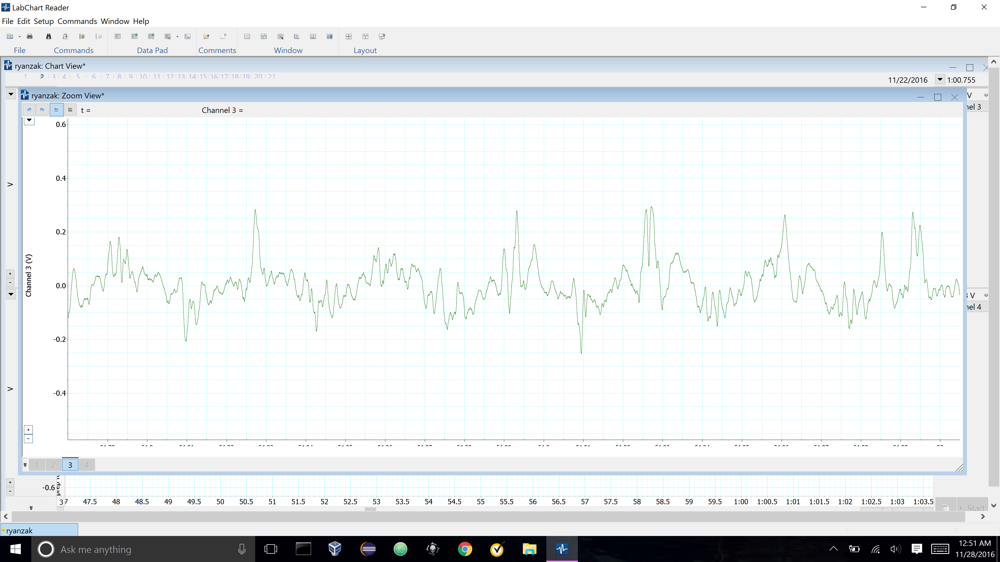 LabChart Reader
File Edit Setup Commands Window Help
File Commands Data Pad Comments Window Layout
ryanzak: Chart View*
1 2 3 4 5 6 7 8 9 10 11 12 13 14 15 16 17 18 19 20 21
11/22/2016 1:00.755
ryanzak: Zoom View*
V
t = Channel 3 =
nel 3
0.6
0.4
V
0.2
Channel 3 (V)
+
0.0
-
V
nel 4
-0.2
V
-0.4
+
-
1 2 3 4
+
-0.6
-
3 7 47.5 48 48.5 49 49.5 50 50.5 51 51.5 52 52.5 53 53.5 54 54.5 55 55.5 56 56.5 57 57.5 58 58.5 59 59.5 1:00 1:00.5 1:01 1:01.5 1:02 1:02.5 1:03 1:03.5
Start
ryanzak
Ask me anything
12:51 AM
11/28/2016